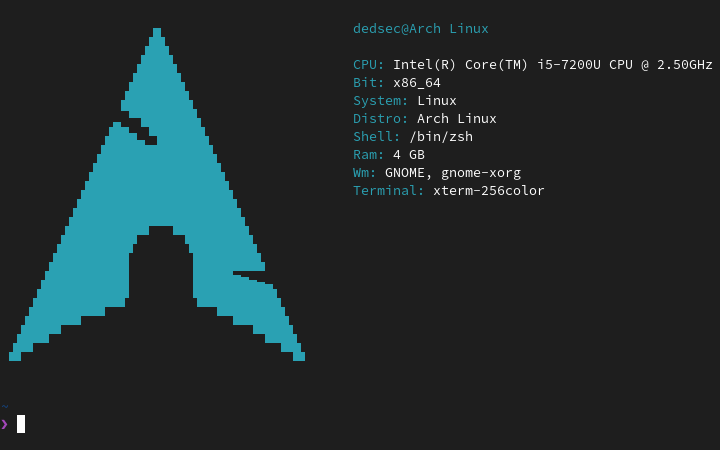 dedsec@Arch Linux
CPU: Intel(R) Core(TM) i5-7200U CPU @ 2.50GHz
Bit: x86_64
System: Linux
Distro: Arch Linux
Shell: /bin/zsh
Ram: 4 GB
Wm: GNOME, gnome-xorg
Terminal: xterm-256color
~
❯